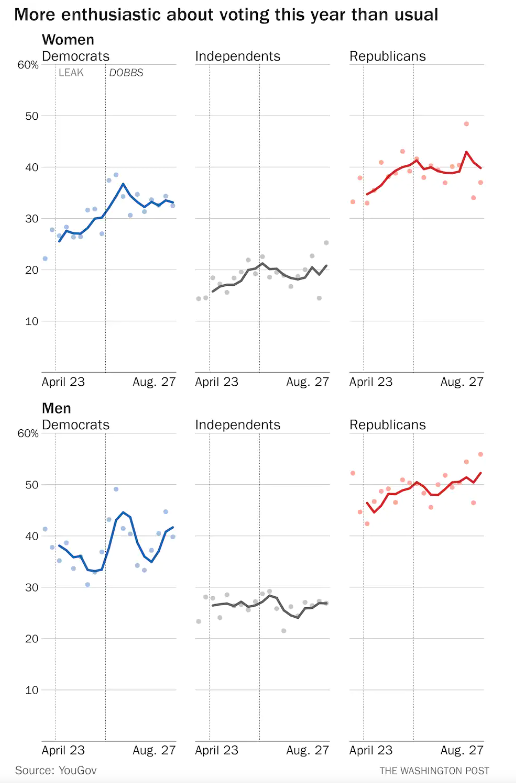 More enthusiastic about voting this year than usual
Women
Democrats
Independents
Republicans
60%
LEAK
DOBBS
50
40
30
20
10
April 23
Aug. 27
April 23
Aug. 27
April 23
Aug. 27
Men
Democrats
Independents
Republicans
60%
50
40
30
20
10
April 23
Aug. 27
April 23
Aug. 27
April 23
Aug. 27
Source: YouGov
THE WASHINGTON POST